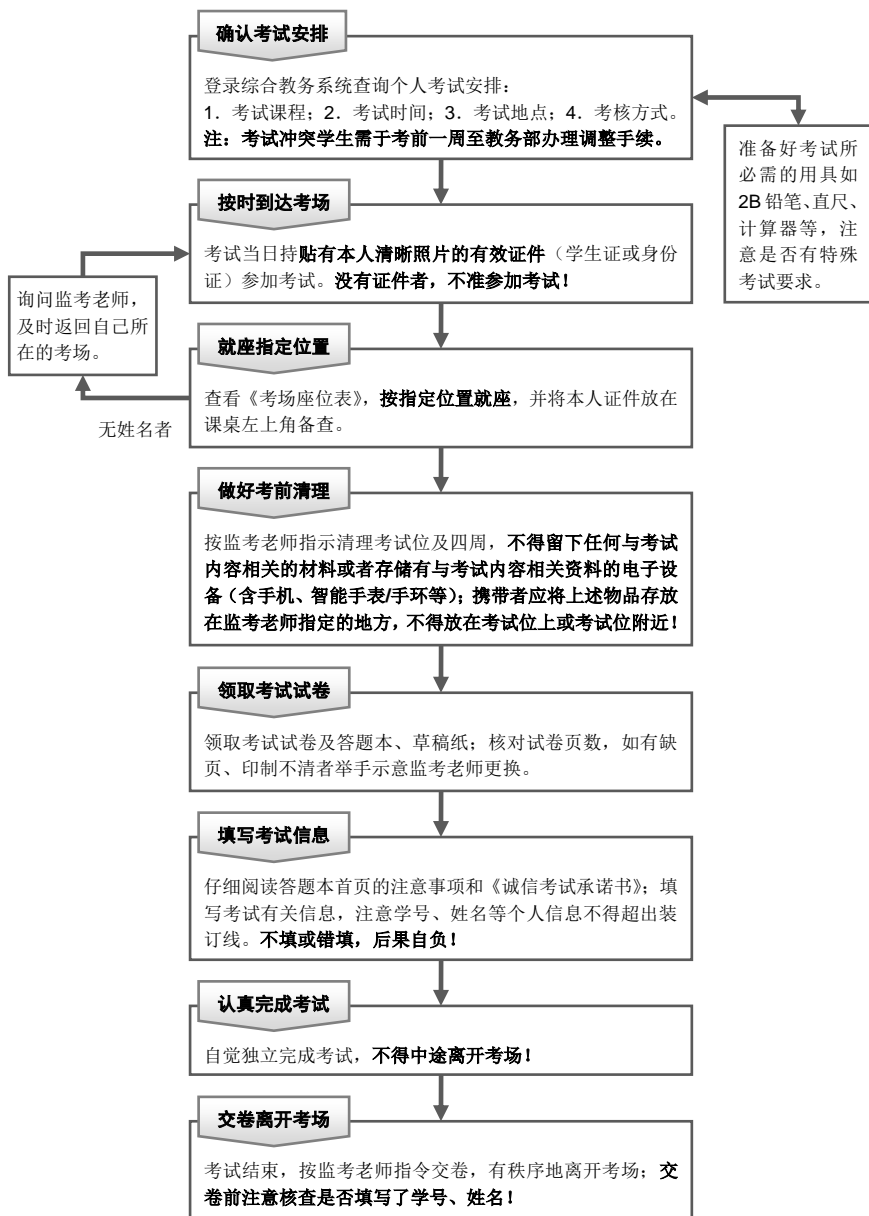 确认考试安排
登录综合教务系统查询个人考试安排：
1．考试课程；2．考试时间；3．考试地点；4．考核方式。
注：考试冲突学生需于考前一周至教务部办理调整手续。
准备好考试所
必需的用具如
2B 铅笔、直尺、
计算器等，注
意是否有特殊
考试要求。
按时到达考场
考试当日持贴有本人清晰照片的有效证件（学生证或身份
证）参加考试。没有证件者，不准参加考试！
询问监考老师，
及时返回自己所
在的考场。
就座指定位置
查看《考场座位表》，按指定位置就座，并将本人证件放在
课桌左上角备查。
无姓名者
做好考前清理
按监考老师指示清理考试位及四周，不得留下任何与考试
内容相关的材料或者存储有与考试内容相关资料的电子设
备（含手机、智能手表/手环等）；携带者应将上述物品存放
在监考老师指定的地方，不得放在考试位上或考试位附近！
领取考试试卷
领取考试试卷及答题本、草稿纸；核对试卷页数，如有缺
页、印制不清者举手示意监考老师更换。
填写考试信息
仔细阅读答题本首页的注意事项和《诚信考试承诺书》；填
写考试有关信息，注意学号、姓名等个人信息不得超出装
订线。不填或错填，后果自负！
认真完成考试
自觉独立完成考试，不得中途离开考场！
交卷离开考场
考试结束，按监考老师指令交卷，有秩序地离开考场；交
卷前注意核查是否填写了学号、姓名！